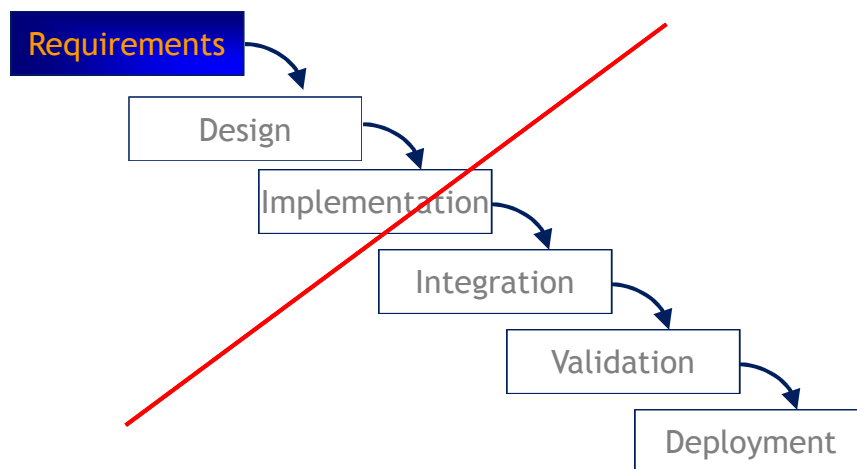 Requirements
Design
Implementation
Integration
Validation
Deployment